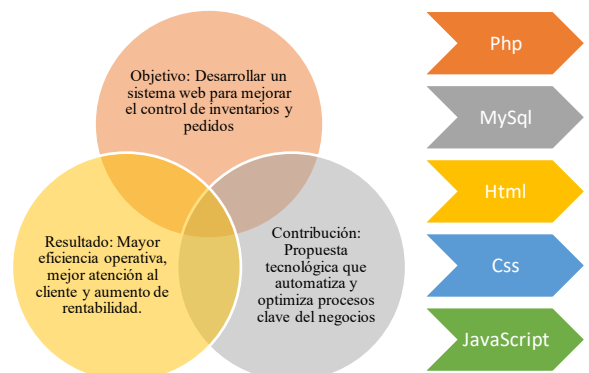 Objetivo: Desarrollar un
sistema web para mejorar
el control de inventarios y
pedidos
Resultado: Mayor
eficiencia operativa,
mejor atención al
cliente y aumento de
rentabilidad.
Contribución:
Propuesta
tecnológica que
automatiza y
optimiza procesos
clave del negocios
Php
MySql
Html
Css
JavaScript